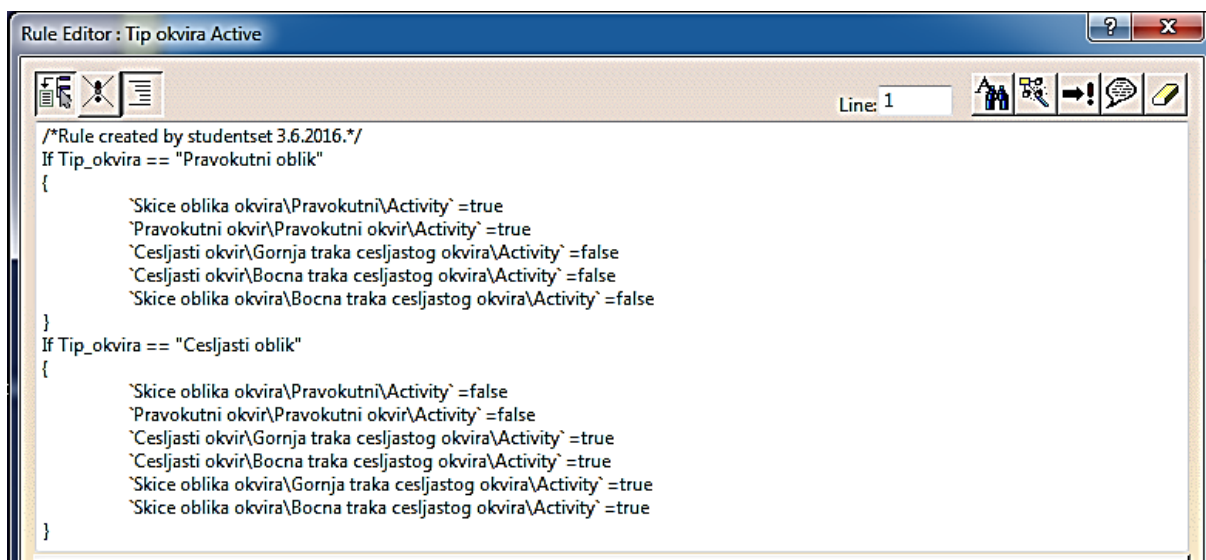 Rule Editor : Tip okvira Active
Line: 1
/*Rule created by studentset 3.6.2016.*/
If Tip_okvira == "Pravokutni oblik"
{
`Skice oblika okvira\Pravokutni\Activity` =true
`Pravokutni okvir\Pravokutni okvir\Activity` =true
`Cesljasti okvir\Gornja traka cesljastog okvira\Activity` =false
`Cesljasti okvir\Bocna traka cesljastog okvira\Activity` =false
`Skice oblika okvira\Bocna traka cesljastog okvira\Activity` =false
}
If Tip_okvira == "Cesljasti oblik"
{
`Skice oblika okvira\Pravokutni\Activity` =false
`Pravokutni okvir\Pravokutni okvir\Activity` =false
`Cesljasti okvir\Gornja traka cesljastog okvira\Activity` =true
`Cesljasti okvir\Bocna traka cesljastog okvira\Activity` =true
`Skice oblika okvira\Gornja traka cesljastog okvira\Activity` =true
`Skice oblika okvira\Bocna traka cesljastog okvira\Activity` =true
}